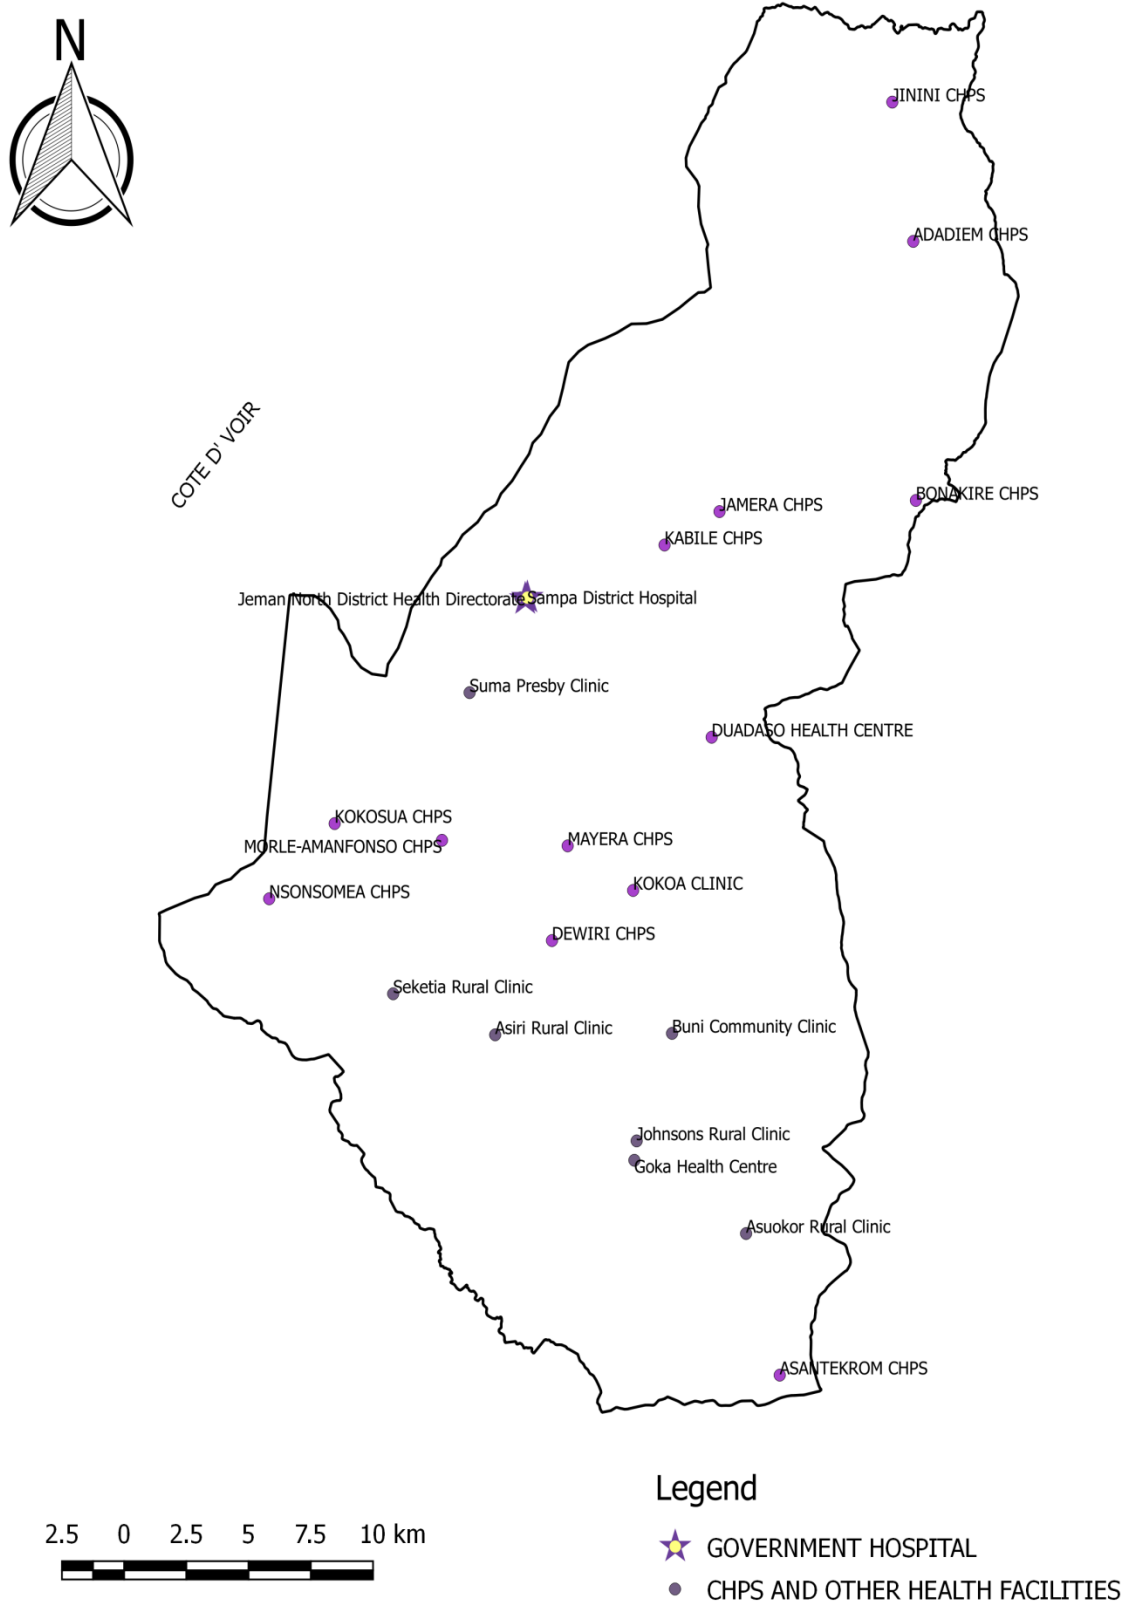 N
JININI CHPS
ADADIEM CHPS
COTE D' VOIR
BONAKIRE CHPS
JAMERA CHPS
KABILE CHPS
Jeman North District Health Directorate
Sampa District Hospital
Suma Presby Clinic
DUADASO HEALTH CENTRE
KOKOSUA CHPS
MORLE-AMANFONSO CHPS
MAYERA CHPS
KOKOA CLINIC
NSONSOMEA CHPS
DEWIRI CHPS
Seketia Rural Clinic
Asiri Rural Clinic
Buni Community Clinic
Johnsons Rural Clinic
Goka Health Centre
Asuokor Rural Clinic
ASANTEKROM CHPS
Legend
2.5 0 2.5 5 7.5 10 km
GOVERNMENT HOSPITAL
CHPS AND OTHER HEALTH FACILITIES